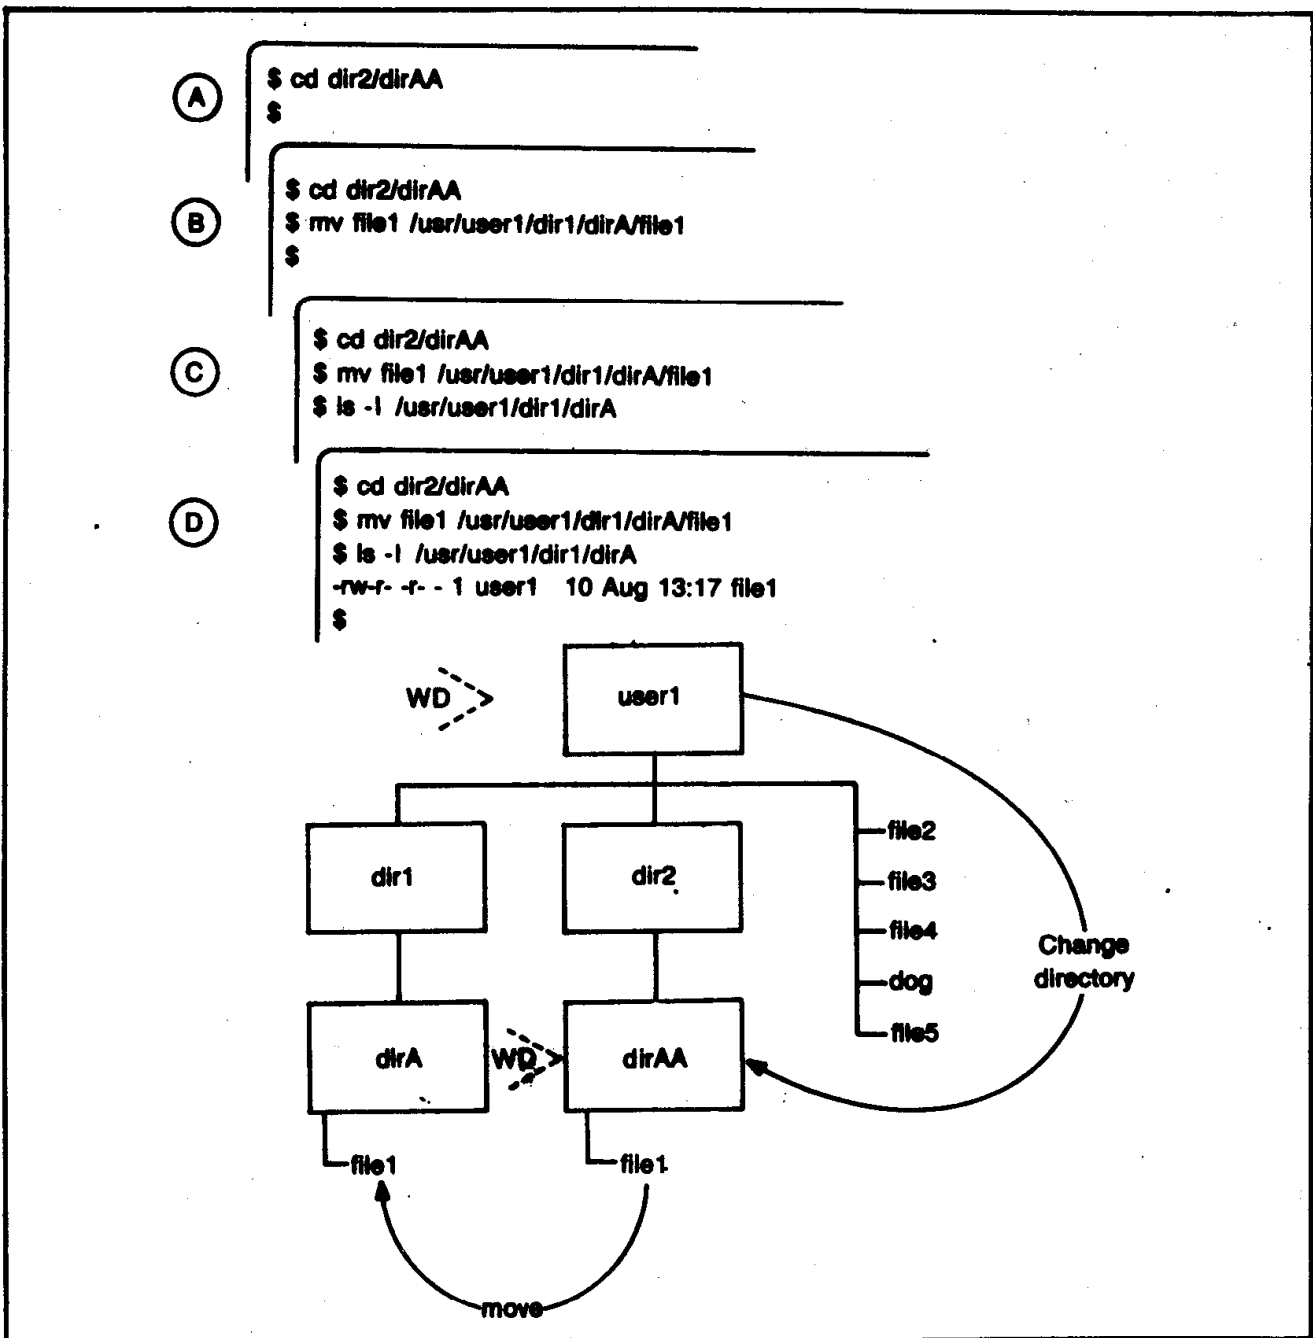 A
$ cd dir2/dirAA
$
B
$ cd dir2/dirAA
$ mv file1 /usr/user1/dir1/dirA/file1
$
C
$ cd dir2/dirAA
$ mv file1 /usr/user1/dir1/dirA/file1
$ ls -l /usr/user1/dir1/dirA
D
$ cd dir2/dirAA
$ mv file1 /usr/user1/dir1/dirA/file1
$ ls -l /usr/user1/dir1/dirA
-rw-r- -r- - 1 user1 10 Aug 13:17 file1
$
WD
user1
dir1
dir2
file2
file3
file4
dog
file5
Change
directory
dirA
WD
dirAA
file1
file1
move